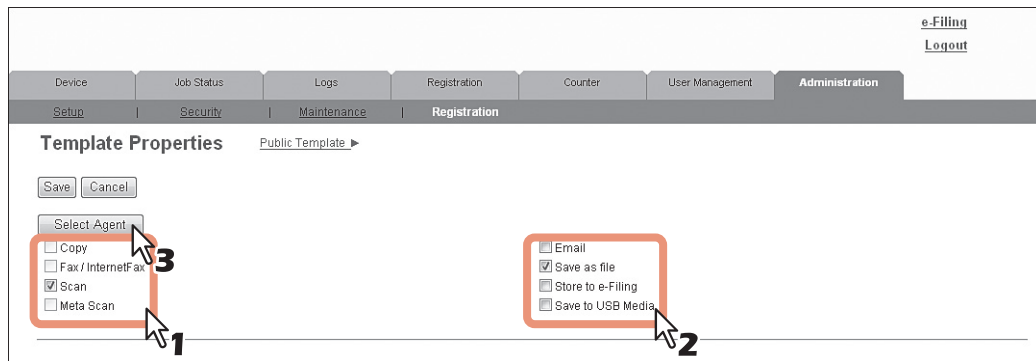 e-Filing
Logout
Device Job Status Logs Registration Counter User Management Administration
Setup | Security | Maintenance | Registration
Template Properties Public Template ▶
Save Cancel
Select Agent
3
Copy Email
Fax / InternetFax Save as file
Scan Store to e-Filing
Meta Scan Save to USB Media
1 2